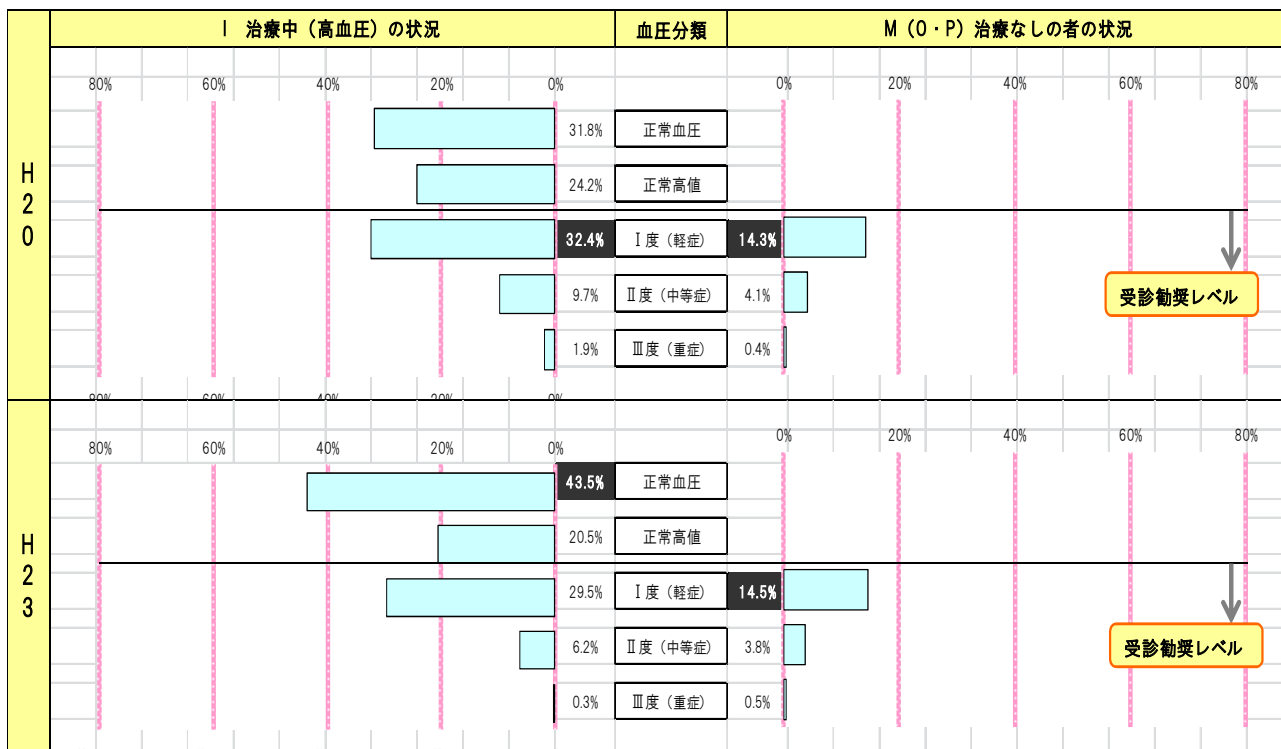 Ⅰ 治療中（高血圧）の状況 血圧分類 M（O・P）治療なしの者の状況
H20
80% 60% 40% 20% 0% 0% 20% 40% 60% 80%
31.8% 正常血圧
24.2% 正常高値
32.4% Ⅰ度（軽症） 14.3%
9.7% Ⅱ度（中等症） 4.1%
受診勧奨レベル
1.9% Ⅲ度（重症） 0.4%
80% 60% 40% 20% 0%
H23
80% 60% 40% 20% 0% 0% 20% 40% 60% 80%
43.5% 正常血圧
20.5% 正常高値
29.5% Ⅰ度（軽症） 14.5%
6.2% Ⅱ度（中等症） 3.8%
受診勧奨レベル
0.3% Ⅲ度（重症） 0.5%